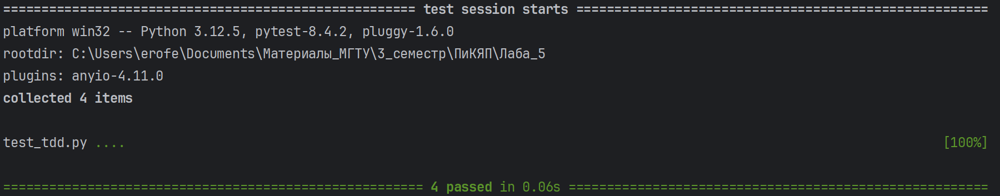 ====================================================== test session starts ======================================================
platform win32 -- Python 3.12.5, pytest-8.4.2, pluggy-1.6.0
rootdir: C:\Users\erofe\Documents\Материалы_МГТУ\3_семестр\ПиКЯП\Лаба_5
plugins: anyio-4.11.0
collected 4 items
test_tdd.py .... [100%]
======================================================= 4 passed in 0.06s =======================================================